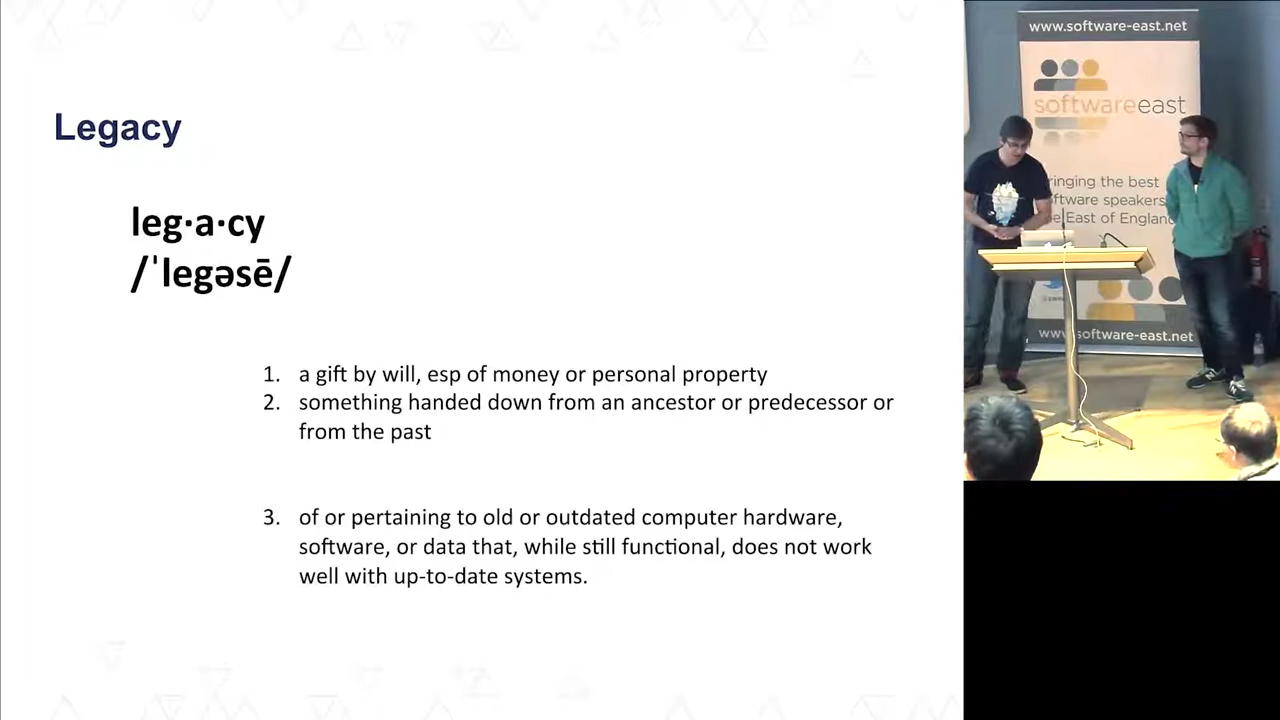 Legacy
leg·a·cy
/ˈlegəsē/
1. a gift by will, esp of money or personal property
2. something handed down from an ancestor or predecessor or
from the past
3. of or pertaining to old or outdated computer hardware,
software, or data that, while still functional, does not work
well with up-to-date systems.
www.software-east.net
softwareeast
ringing the best
oftware speakers
e East of England
www.software-east.net